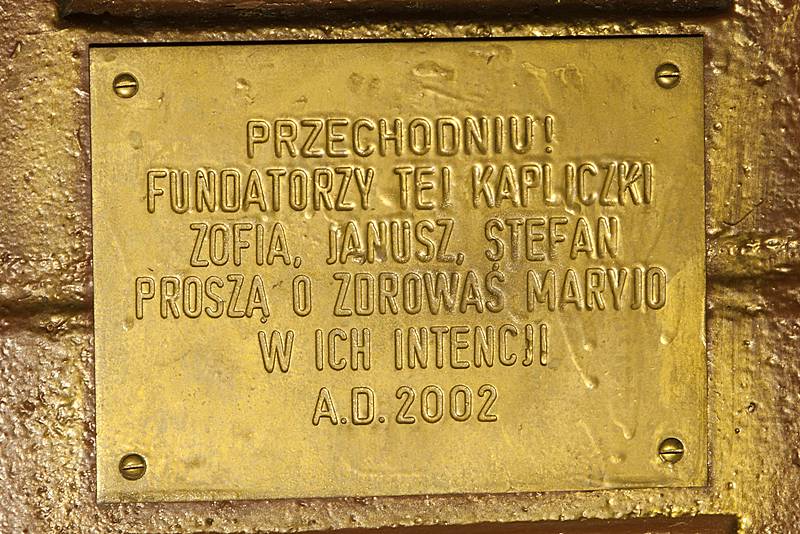 PRZECHODNIU!
FUNDATORZY TEJ KAPLICZKI
ZOFIA, JANUSZ, STEFAN
PROSZĄ O ZDROWAŚ MARYJO
W ICH INTENCJI
A.D. 2002